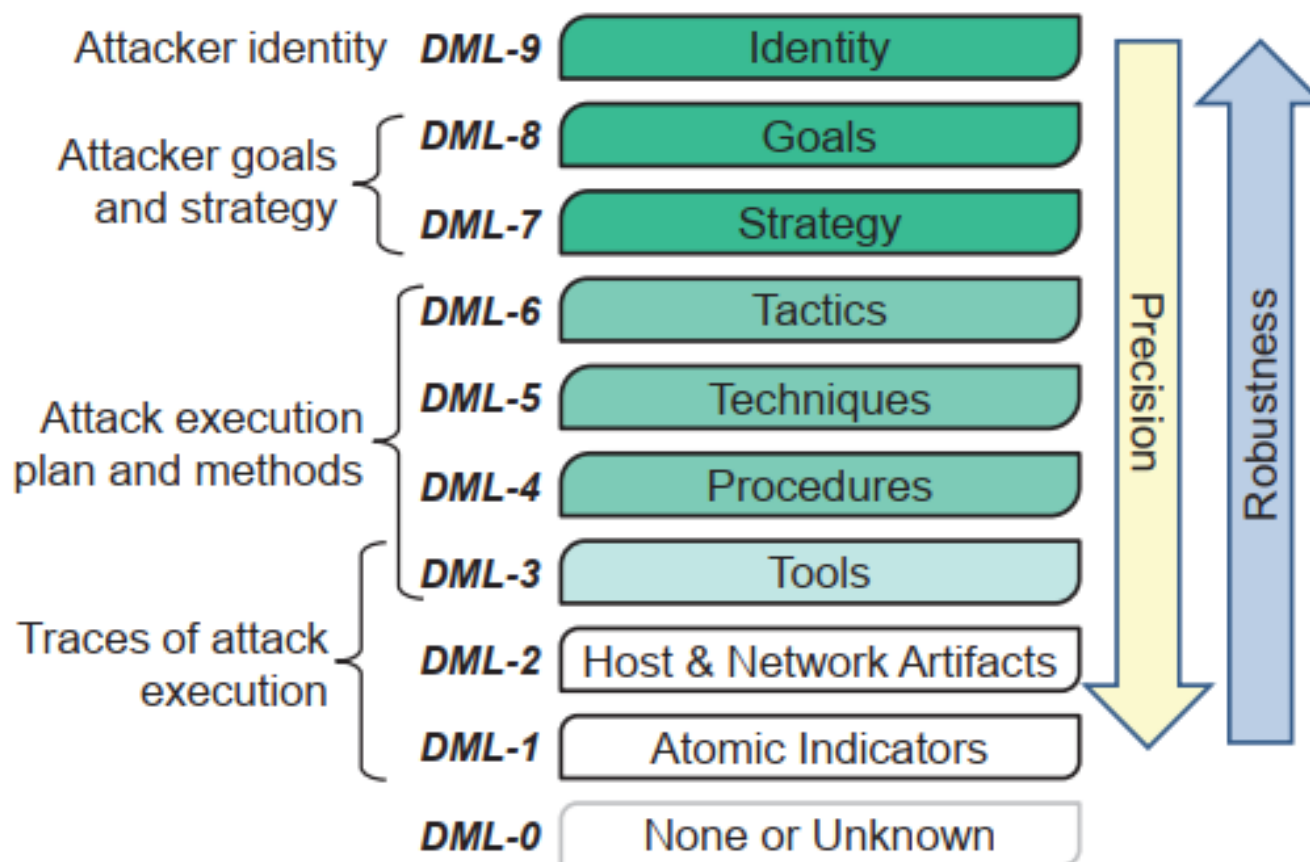 Attacker identity DML-9 Identity
DML-8 Goals
Attacker goals
and strategy
DML-7 Strategy
DML-6 Tactics
DML-5 Techniques
Attack execution
plan and methods
DML-4 Procedures
DML-3 Tools
Traces of attack
execution
DML-2 Host & Network Artifacts
DML-1 Atomic Indicators
DML-0 None or Unknown
Precision
Robustness